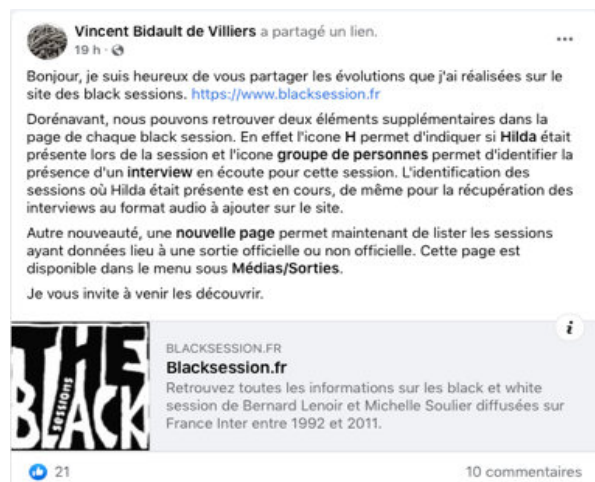 Vincent Bidault de Villiers a partagé un lien.
19 h ·
Bonjour, je suis heureux de vous partager les évolutions que j'ai réalisées sur le
site des black sessions. https://www.blacksession.fr
Dorénavant, nous pouvons retrouver deux éléments supplémentaires dans la
page de chaque black session. En effet l'icone H permet d'indiquer si Hilda était
présente lors de la session et l'icone groupe de personnes permet d'identifier la
présence d'un interview en écoute pour cette session. L'identification des
sessions où Hilda était présente est en cours, de même pour la récupération des
interviews au format audio à ajouter sur le site.
Autre nouveauté, une nouvelle page permet maintenant de lister les sessions
ayant données lieu à une sortie officielle ou non officielle. Cette page est
disponible dans le menu sous Médias/Sorties.
Je vous invite à venir les découvrir.
THE
BLACK
sessions
BLACKSESSION.FR
Blacksession.fr
Retrouvez toutes les informations sur les black et white
session de Bernard Lenoir et Michelle Soulier diffusées sur
France Inter entre 1992 et 2011.
i
21
10 commentaires